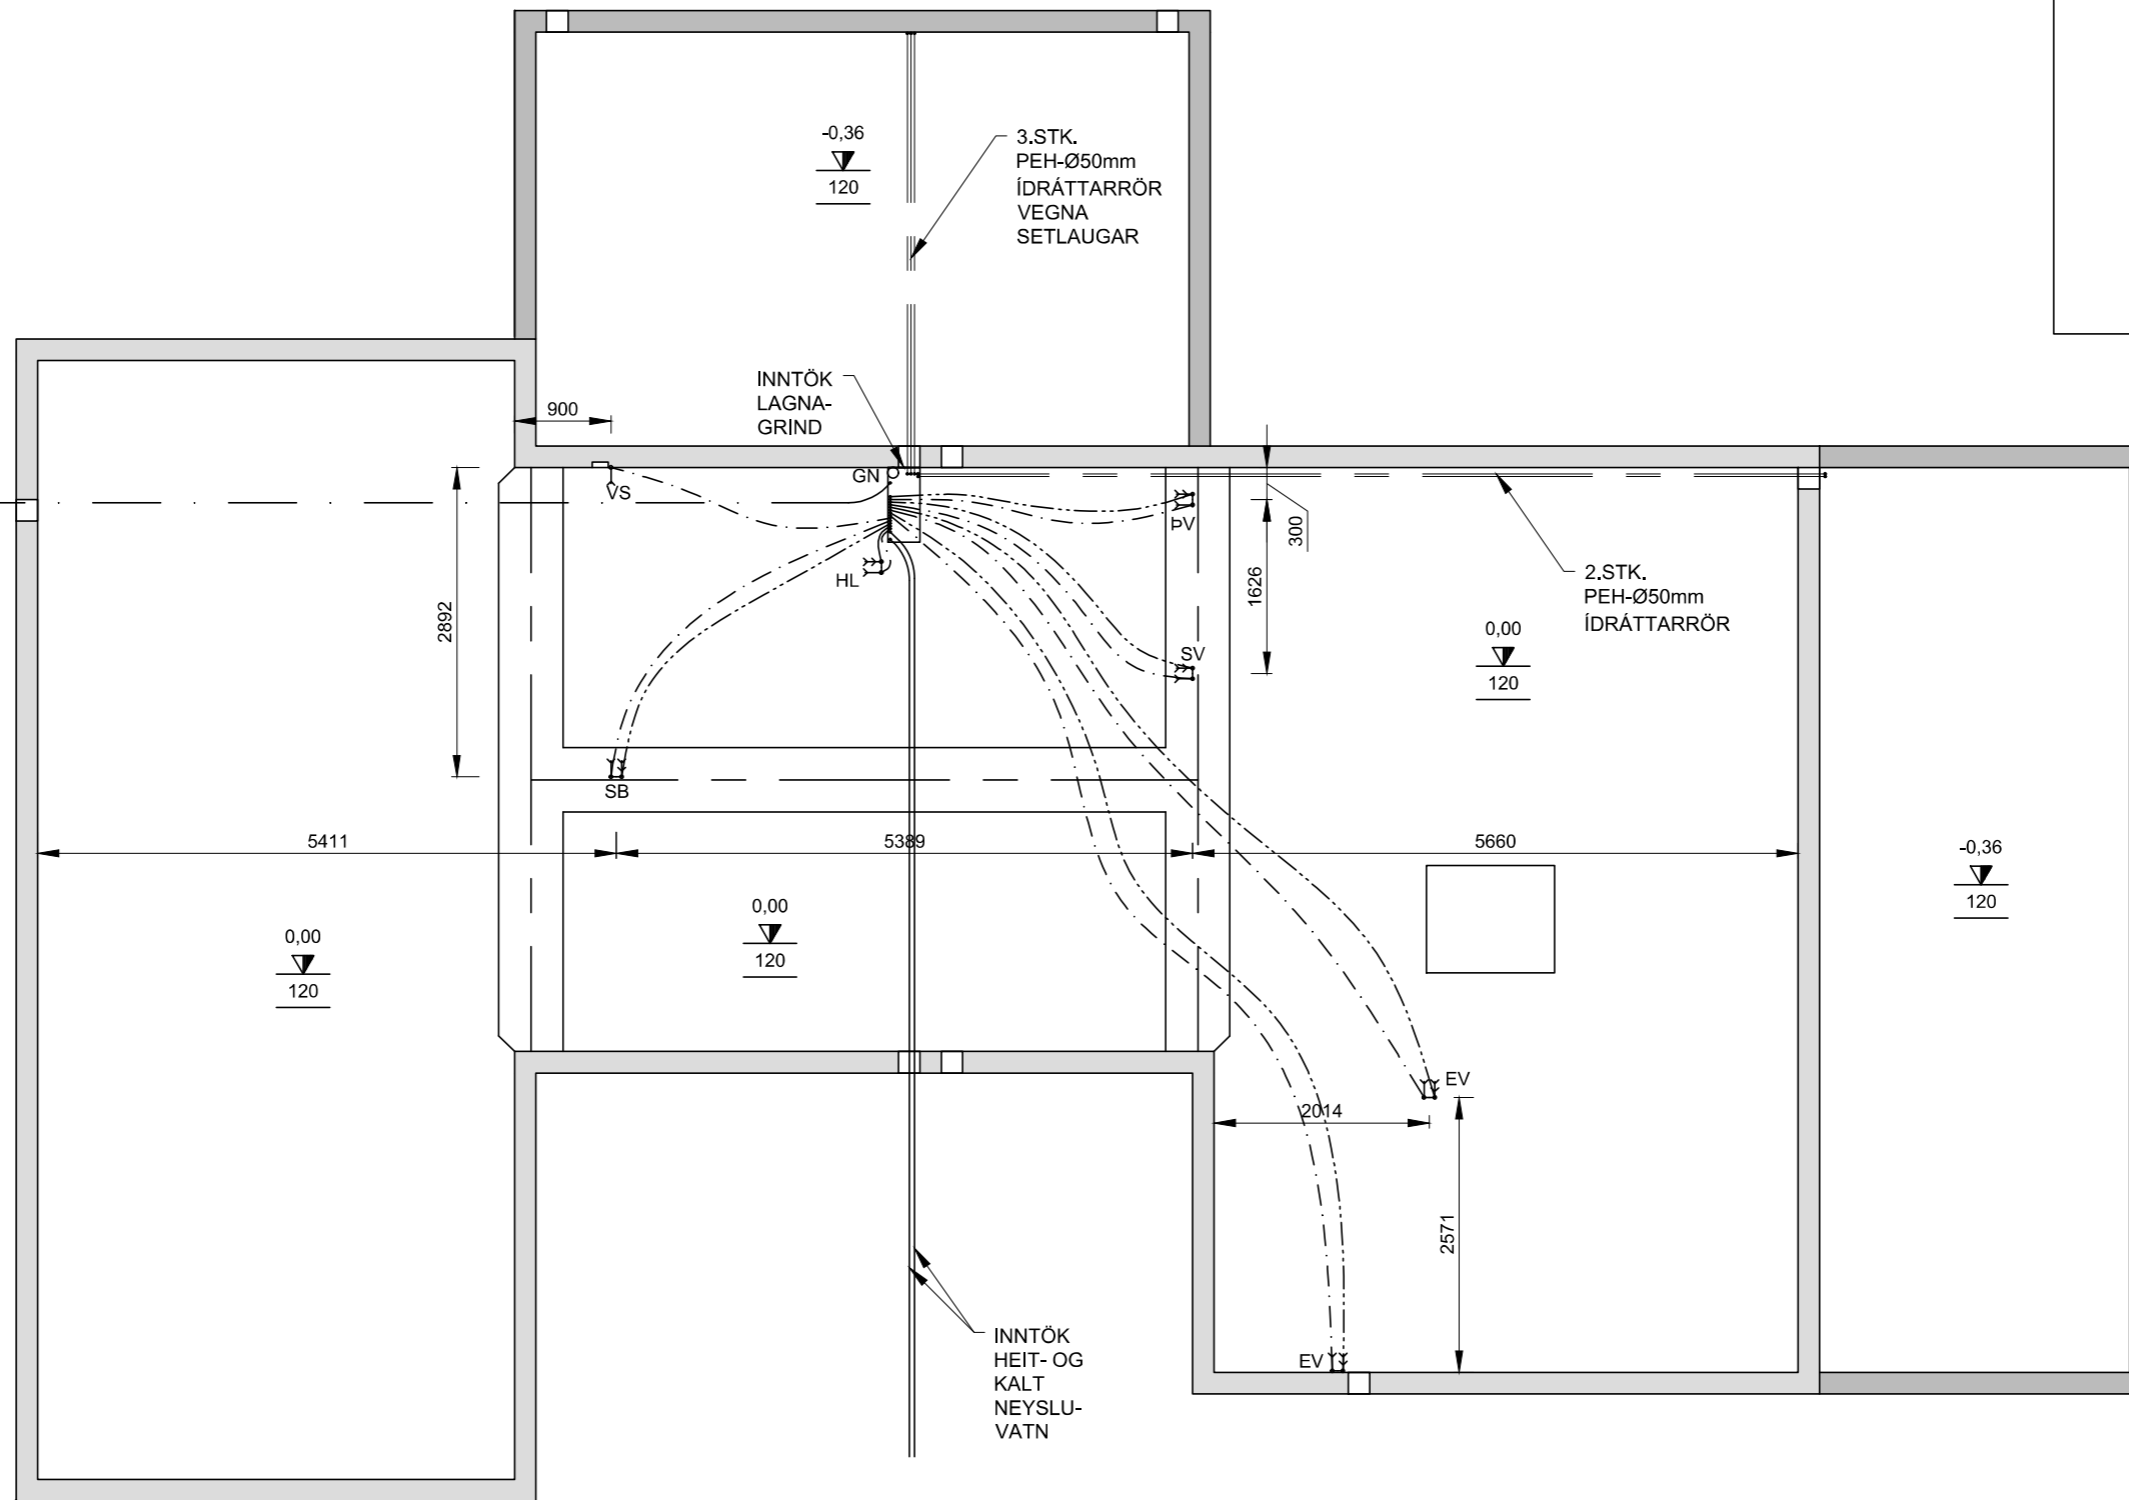 -0,36
120
3.STK.
PEH-Ø50mm
ÍDRÁTTARRÖR
VEGNA
SETLAUGAR
INNTÖK
LAGNA-
GRIND
900
GN
VS
ÞV
300
HL
2892
1626
2.STK.
PEH-Ø50mm
ÍDRÁTTARRÖR
0,00
120
SV
SB
5411
5389
5660
-0,36
120
0,00
120
0,00
120
EV
2014
2571
INNTÖK
HEIT- OG
KALT
NEYSLU-
VATN
EV